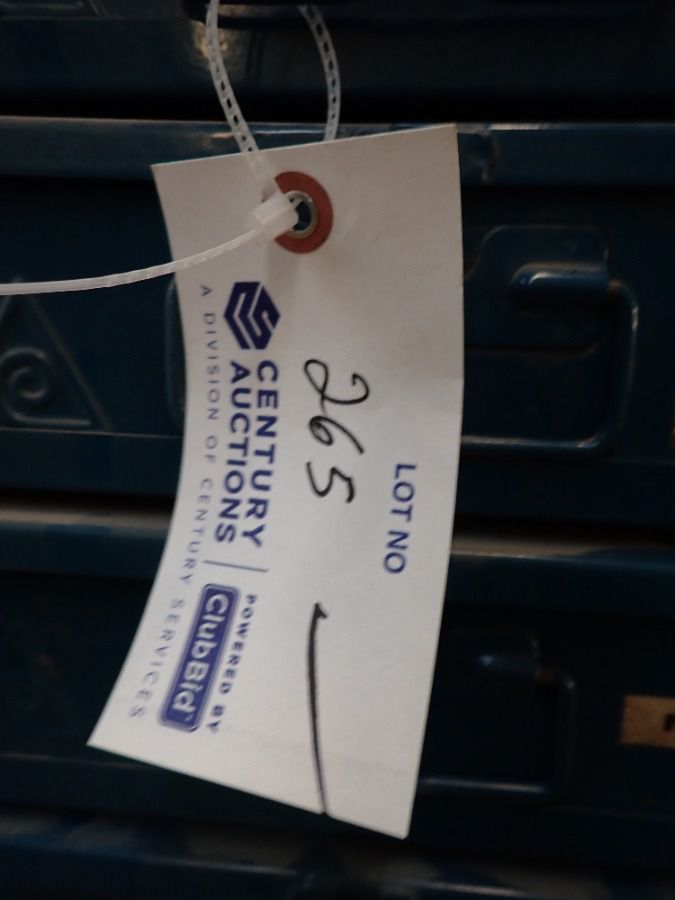 LOT NO
265
CENTURY
AUCTIONS
A DIVISION OF CENTURY SERVICES
POWERED BY
ClubBid